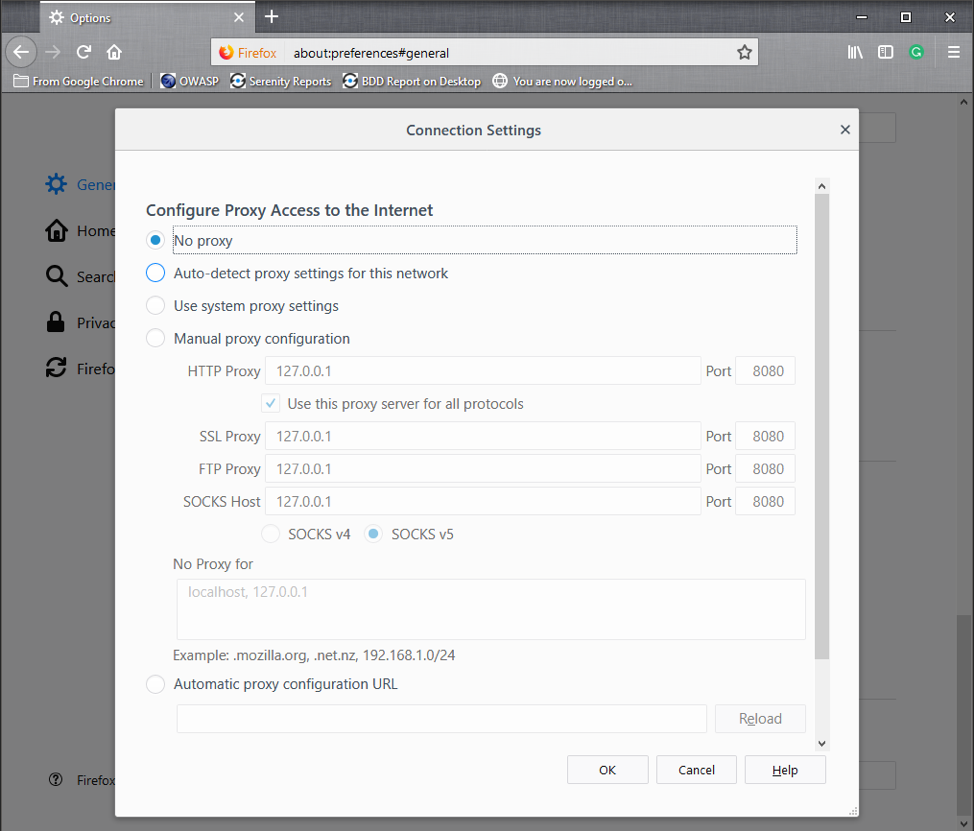 Options
Firefox about:preferences#general
From Google Chrome OWASP Serenity Reports BDD Report on Desktop You are now logged o...
Connection Settings
Gener
Home
Search
Privac
Firefo
Configure Proxy Access to the Internet
No proxy
Auto-detect proxy settings for this network
Use system proxy settings
Manual proxy configuration
HTTP Proxy 127.0.0.1 Port 8080
Use this proxy server for all protocols
SSL Proxy 127.0.0.1 Port 8080
FTP Proxy 127.0.0.1 Port 8080
SOCKS Host 127.0.0.1 Port 8080
SOCKS v4 SOCKS v5
No Proxy for
localhost, 127.0.0.1
Example: .mozilla.org, .net.nz, 192.168.1.0/24
Automatic proxy configuration URL
Reload
Firefox
OK Cancel Help